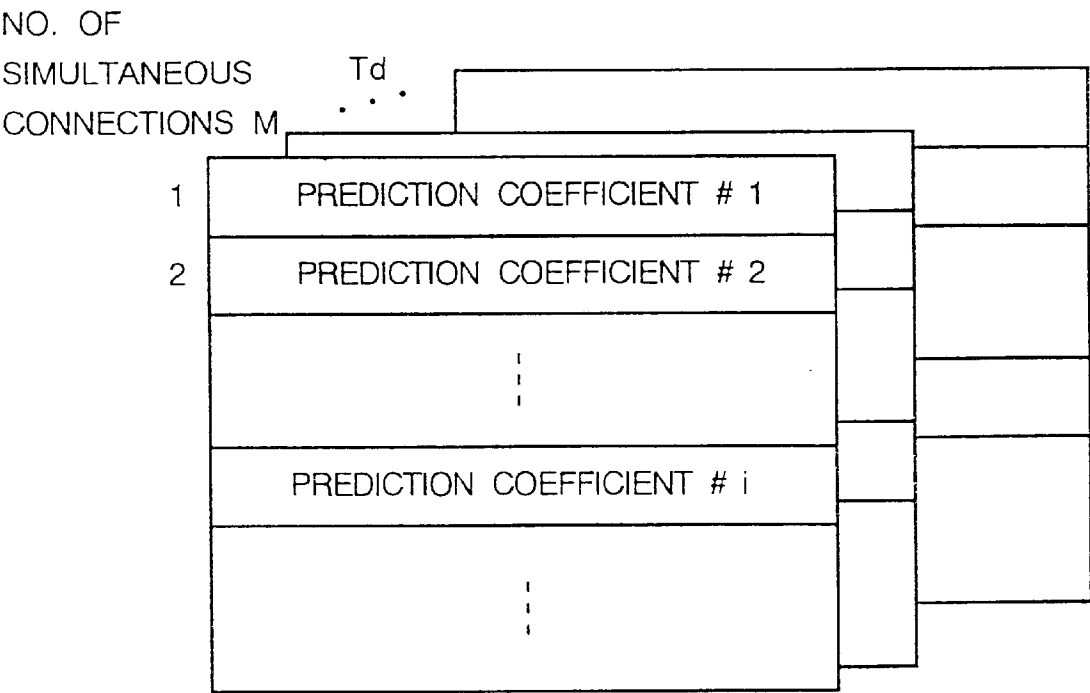 NO. OF
SIMULTANEOUS
CONNECTIONS M
Td
1 PREDICTION COEFFICIENT # 1
2 PREDICTION COEFFICIENT # 2
PREDICTION COEFFICIENT # i